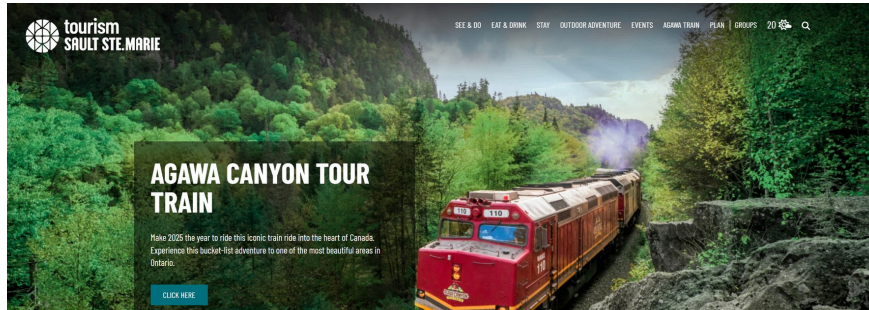 tourism
SAULT STE.MARIE
SEE & DO EAT & DRINK STAY OUTDOOR ADVENTURE EVENTS AGAWA TRAIN PLAN GROUPS 20
AGAWA CANYON TOUR
TRAIN
Make 2025 the year to ride this iconic train ride into the heart of Canada.
Experience this bucket-list adventure to one of the most beautiful areas in
Ontario.
CLICK HERE
110 110
110